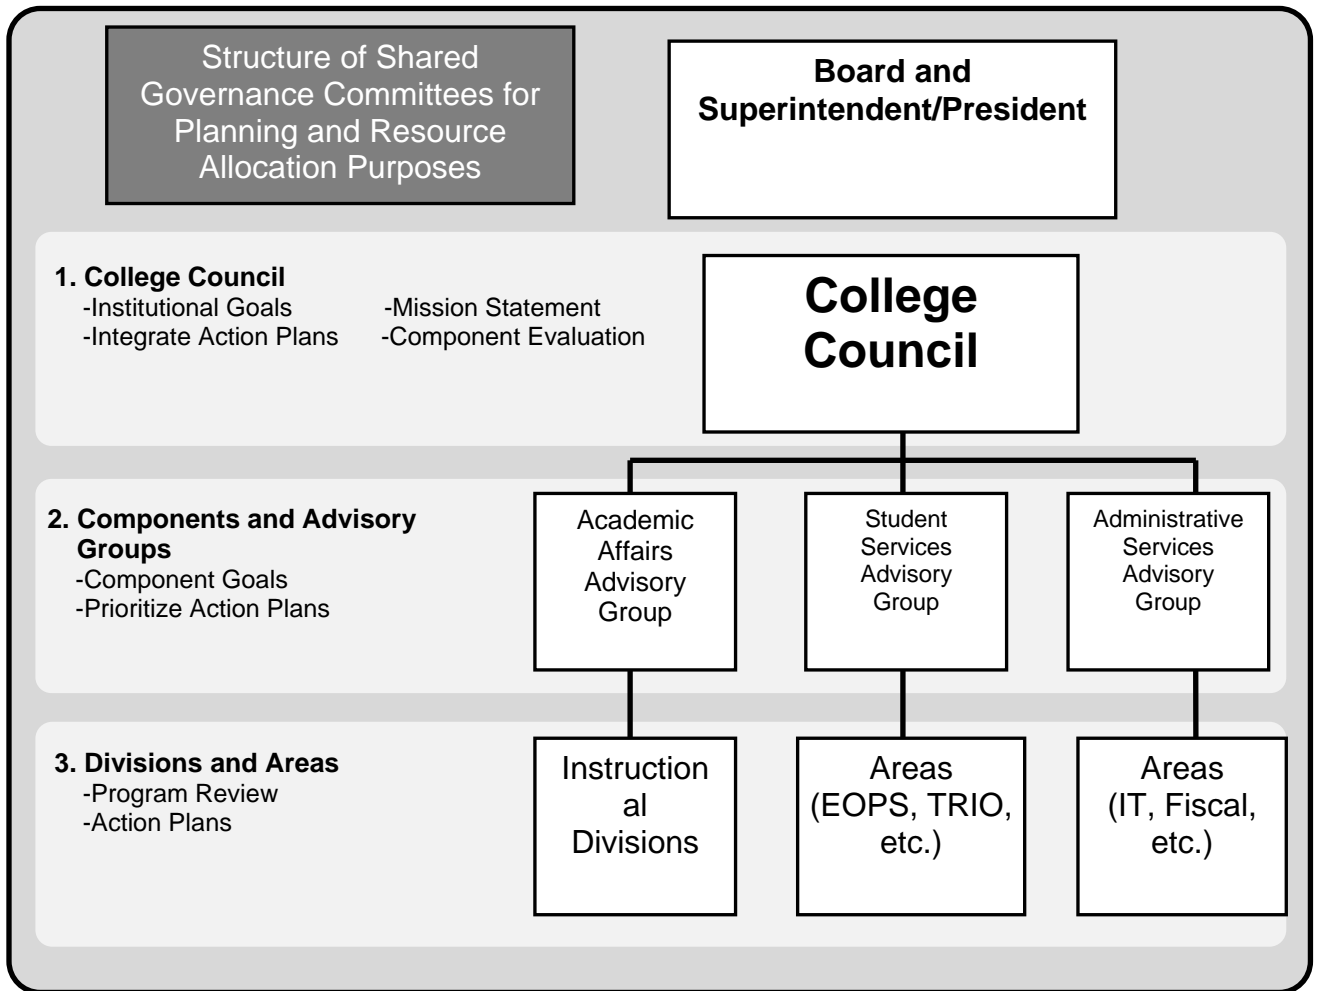 Structure of Shared
Governance Committees for
Planning and Resource
Allocation Purposes
Board and
Superintendent/President
1. College Council
-Institutional Goals -Mission Statement
-Integrate Action Plans -Component Evaluation
College
Council
2. Components and Advisory
Groups
-Component Goals
-Prioritize Action Plans
Academic
Affairs
Advisory
Group
Student
Services
Advisory
Group
Administrative
Services
Advisory
Group
3. Divisions and Areas
-Program Review
-Action Plans
Instruction
al
Divisions
Areas
(EOPS, TRIO,
etc.)
Areas
(IT, Fiscal,
etc.)